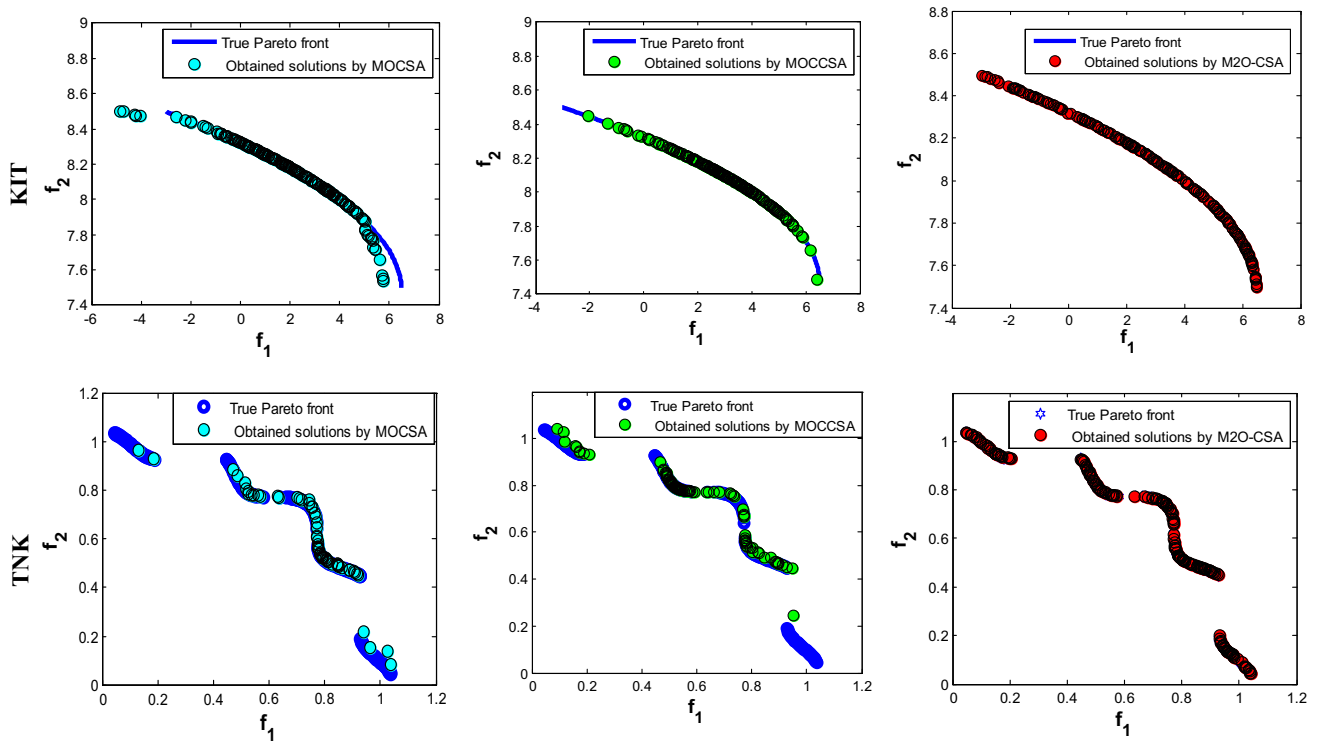 KIT
9
8.8
8.6
8.4
8.2
8
7.8
7.6
7.4
-6 -4 -2 0 2 4 6 8
f2
f1
True Pareto front
Obtained solutions by MOCSA
9
8.8
8.6
8.4
8.2
8
7.8
7.6
7.4
-4 -2 0 2 4 6 8
f2
f1
True Pareto front
Obtained solutions by MOCCSA
8.8
8.6
8.4
8.2
8
7.8
7.6
7.4
-4 -2 0 2 4 6 8
f2
f1
True Pareto front
Obtained solutions by M2O-CSA
TNK
1.2
1
0.8
0.6
0.4
0.2
0
0 0.2 0.4 0.6 0.8 1 1.2
f2
f1
True Pareto front
Obtained solutions by MOCSA
1.2
1
0.8
0.6
0.4
0.2
0
0 0.2 0.4 0.6 0.8 1 1.2
f2
f1
True Pareto front
Obtained solutions by MOCCSA
1.2
1
0.8
0.6
0.4
0.2
0
0 0.2 0.4 0.6 0.8 1 1.2
f2
f1
True Pareto front
Obtained solutions by M2O-CSA